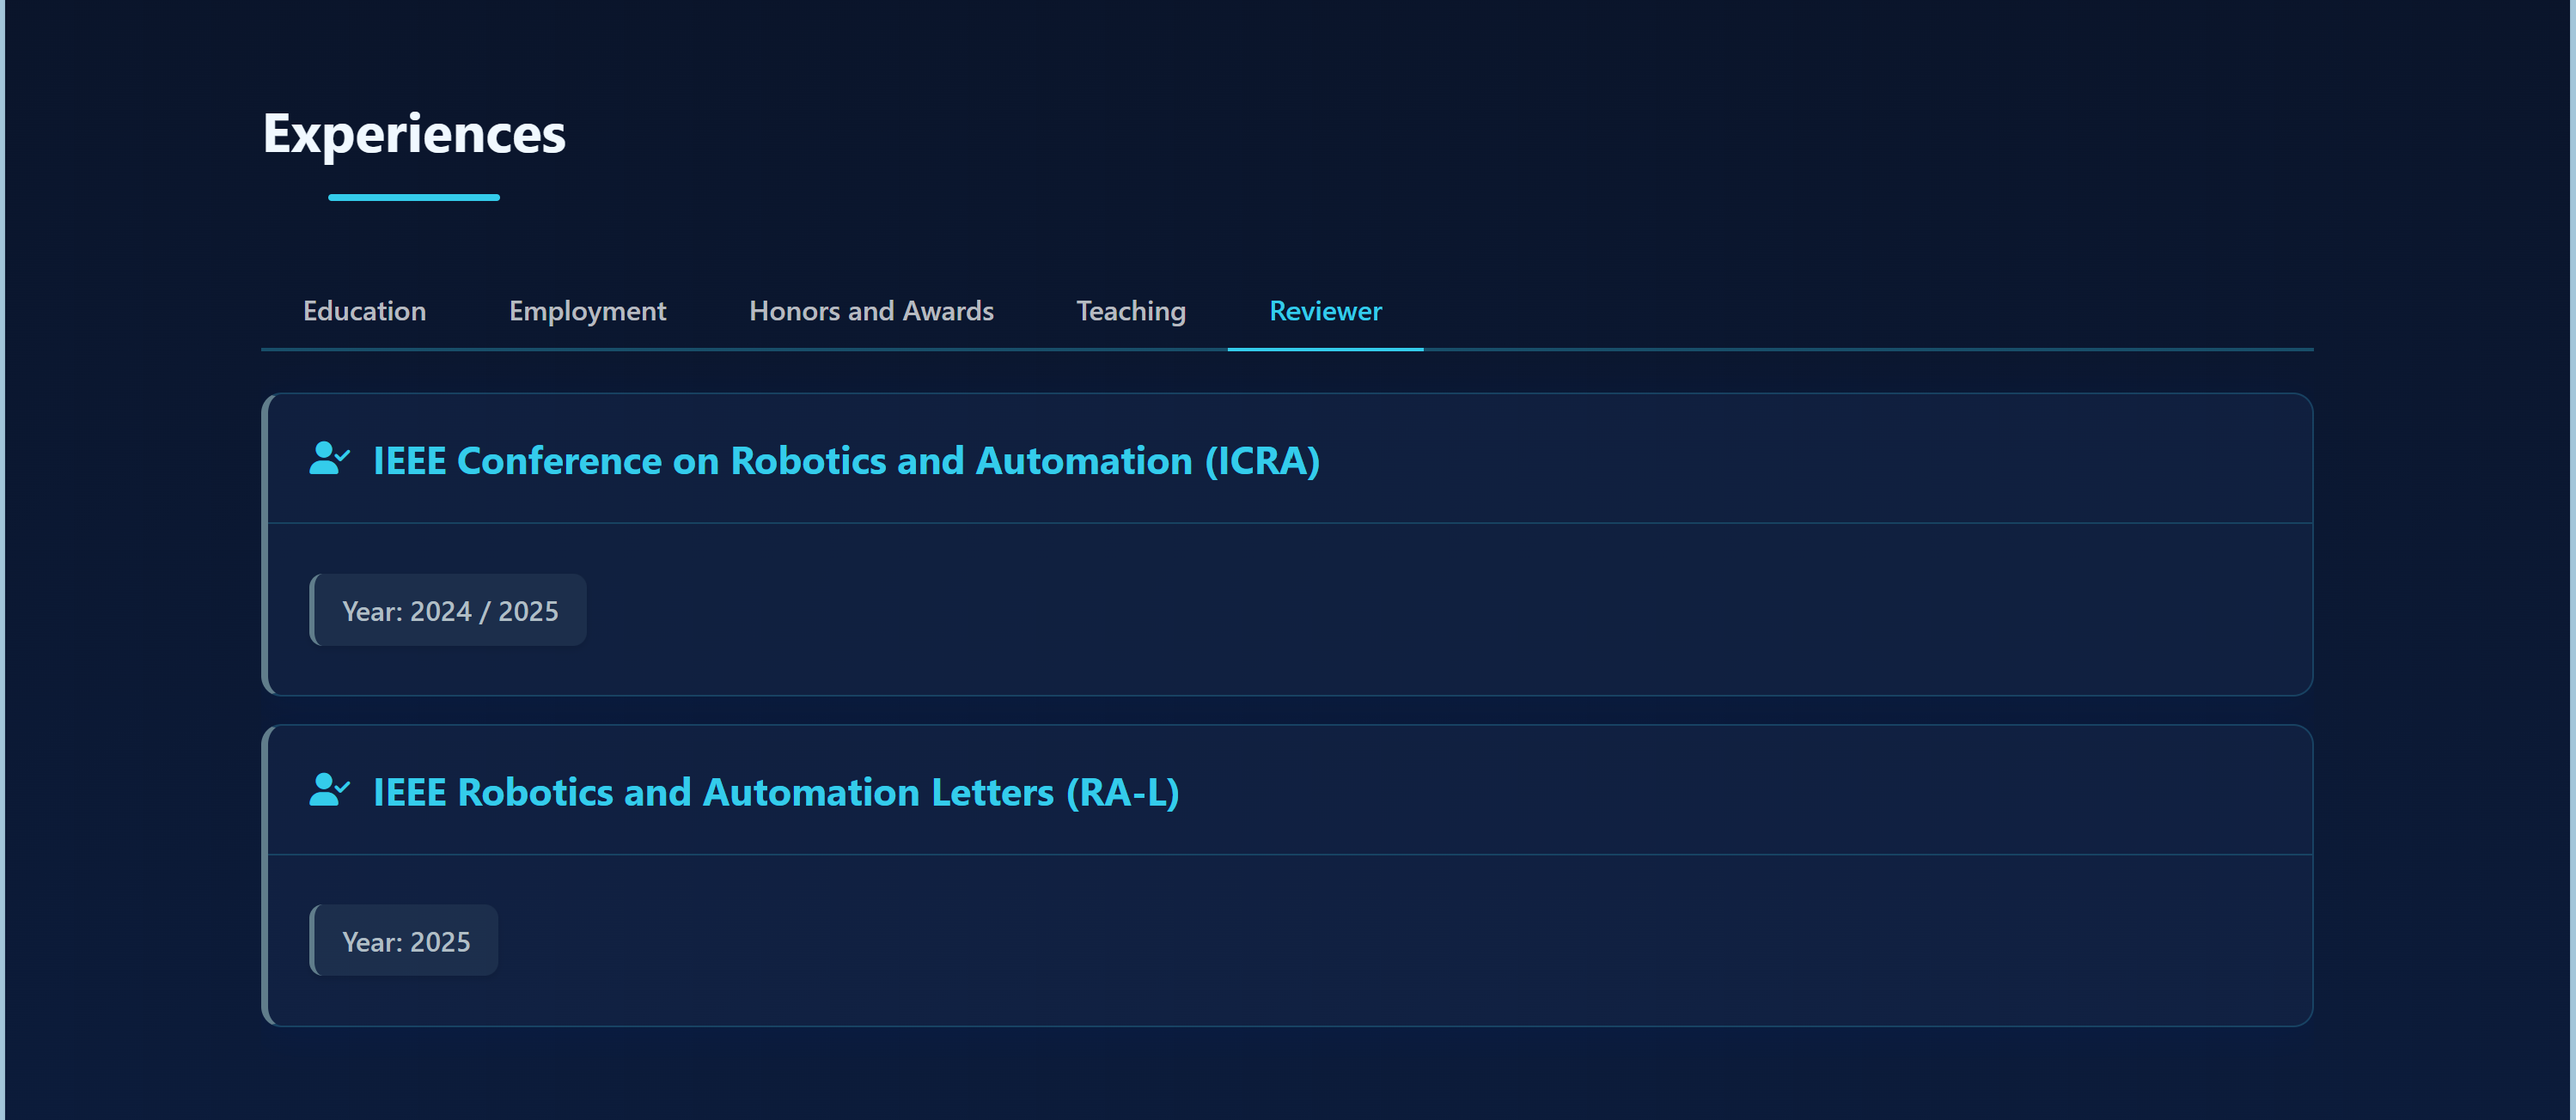 Experiences
Education Employment Honors and Awards Teaching Reviewer
IEEE Conference on Robotics and Automation (ICRA)
Year: 2024 / 2025
IEEE Robotics and Automation Letters (RA-L)
Year: 2025